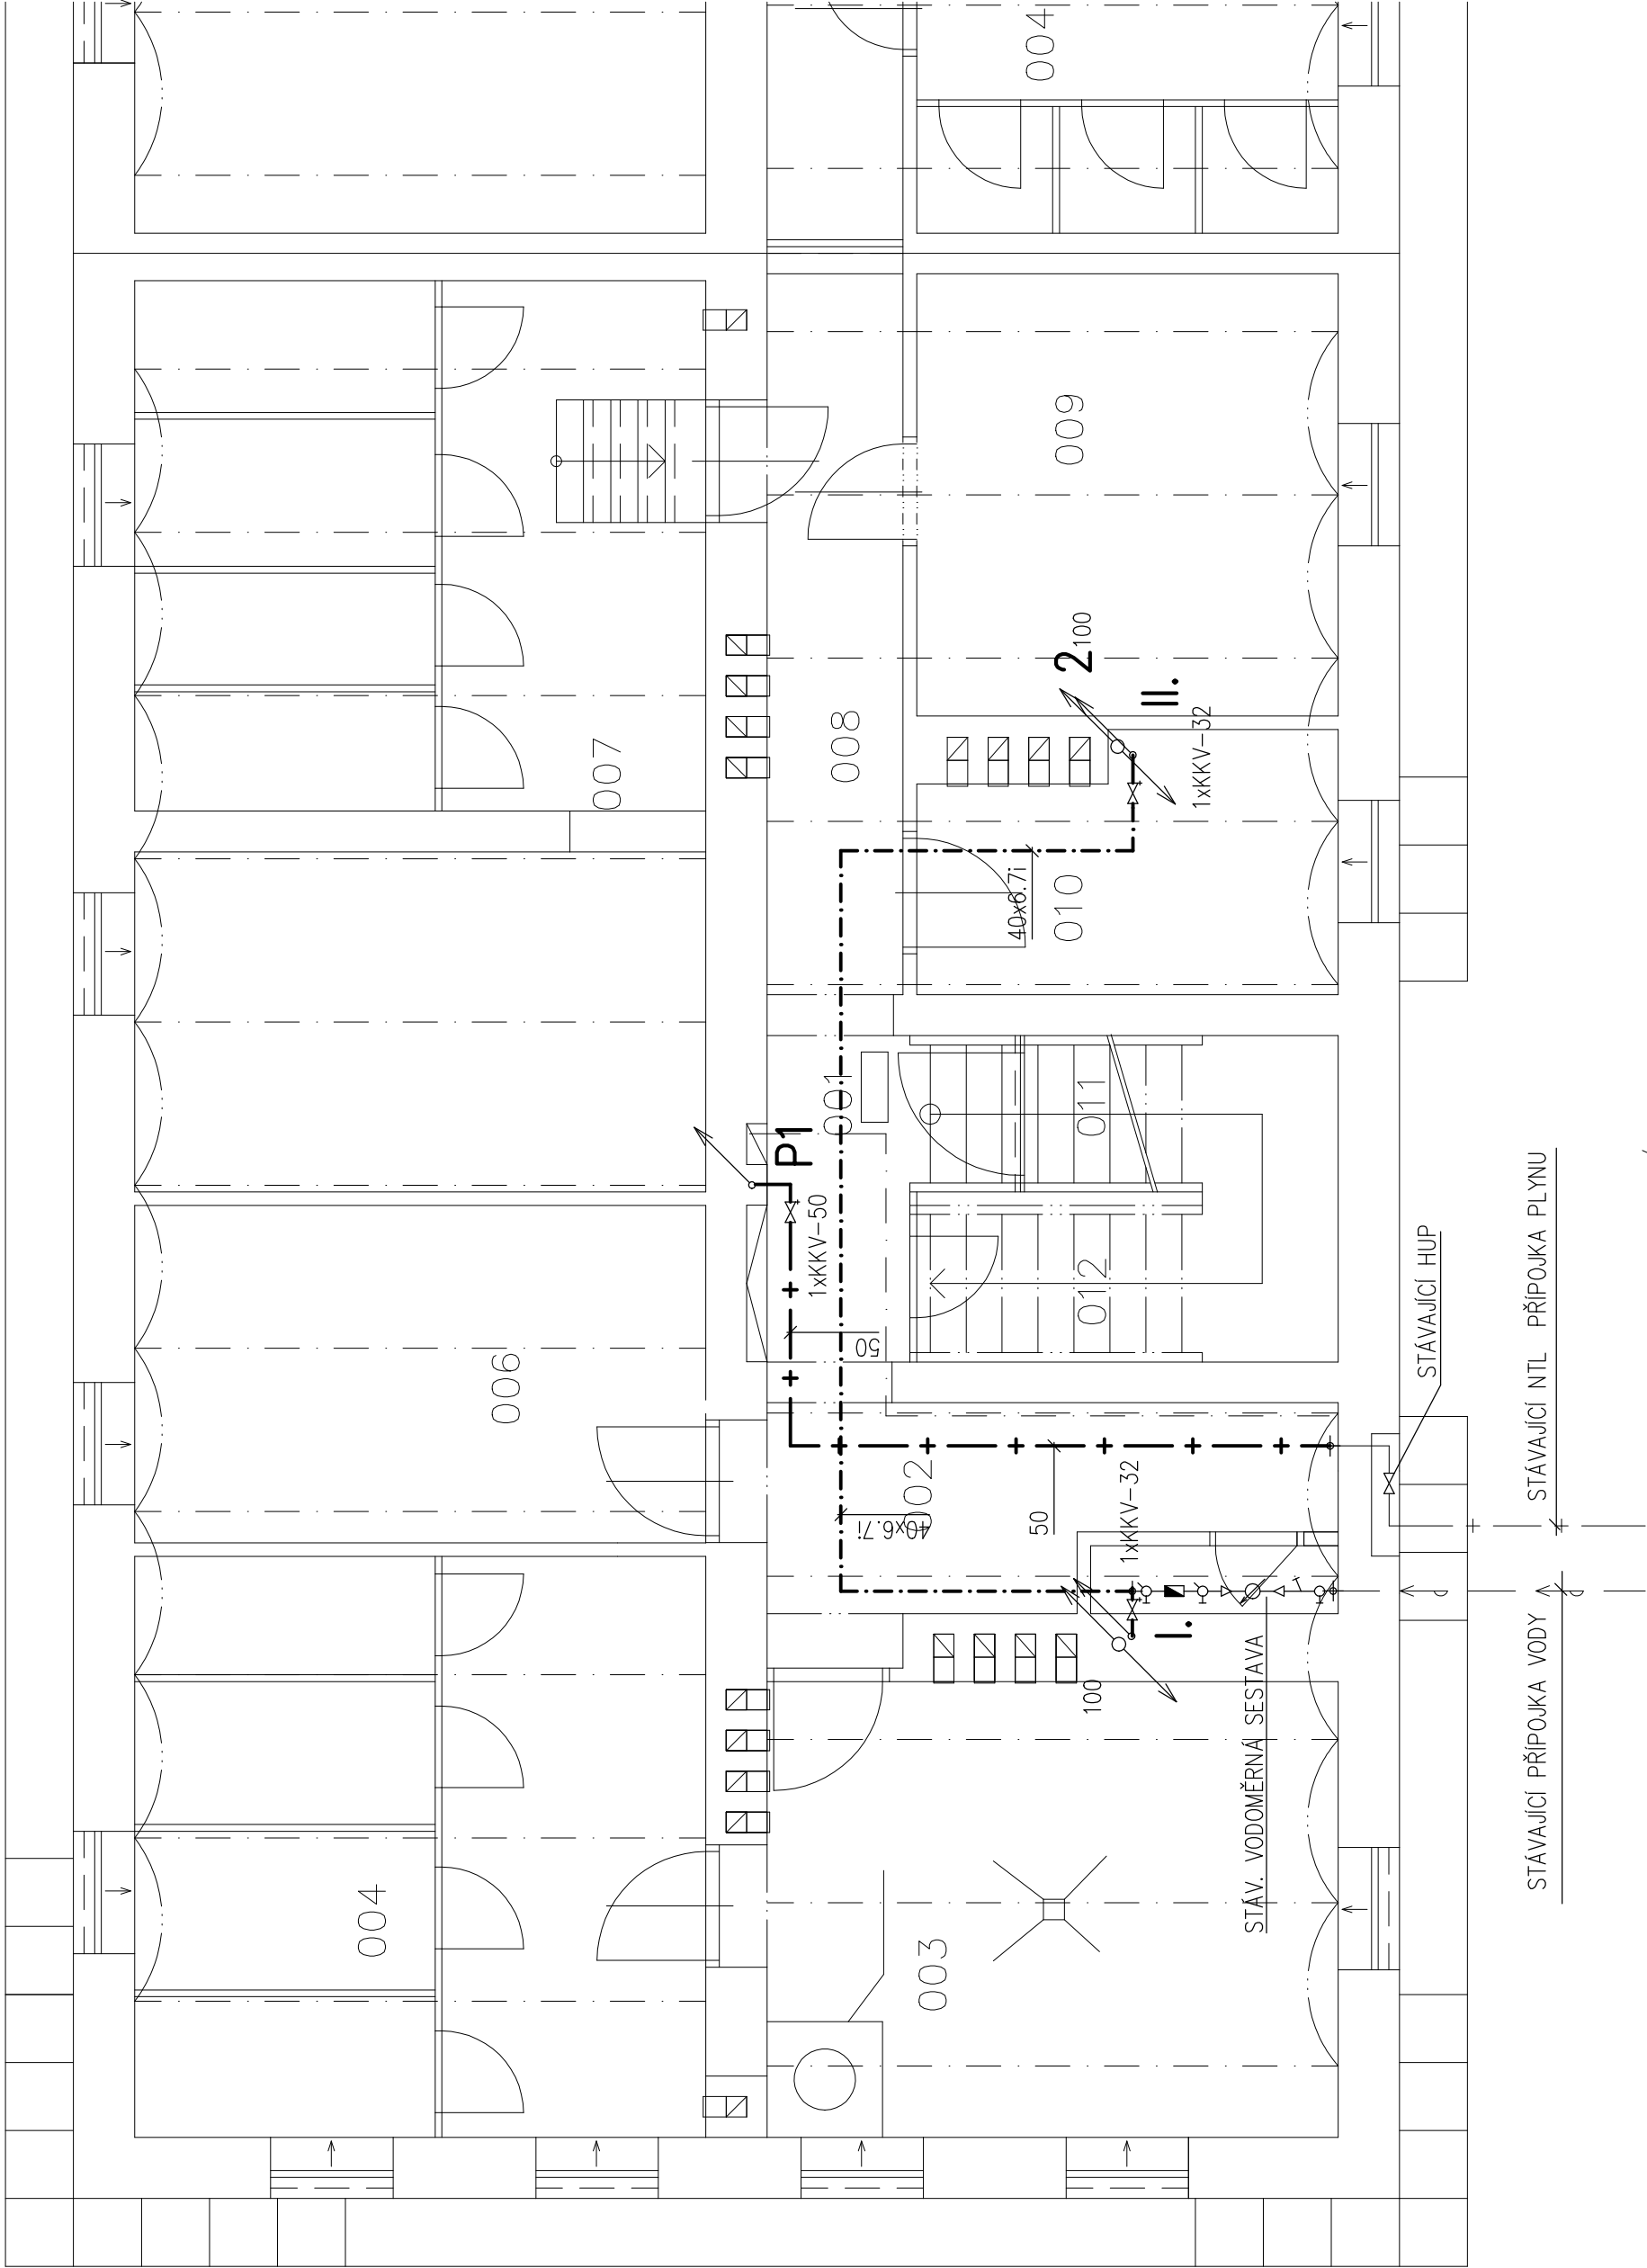 004
009
007
008
2
100
II.
1xKKV-32
40x6.7i
010
001
011
P1
1xKKV-50
012
50
006
002
40x6.7i
50
1xKKV-32
I.
100
004
003
STÁVAJÍCÍ HUP
STÁVAJÍCÍ NTL PŘÍPOJKA PLYNU
STÁV. VODOMĚRNÁ SESTAVA
STÁVAJÍCÍ PŘÍPOJKA VODY